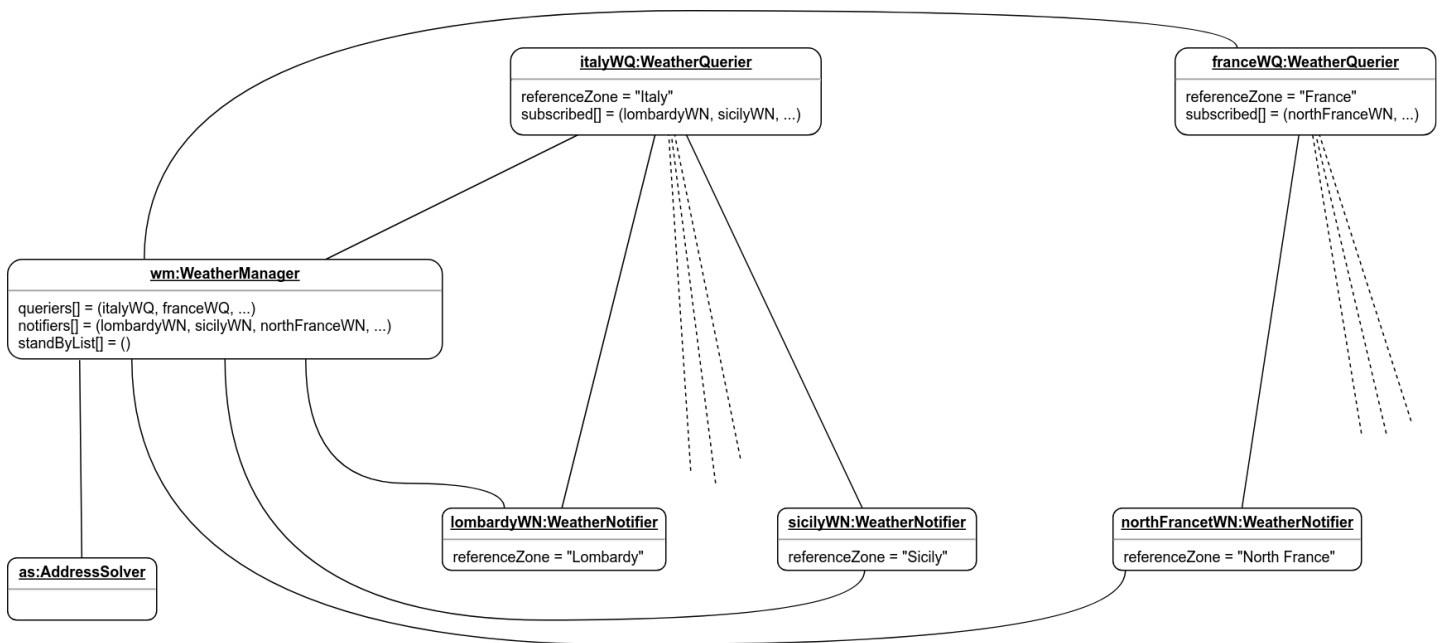 italyWQ:WeatherQuerier
referenceZone = "Italy"
subscribed[] = (lombardyWN, sicilyWN, ...)
franceWQ:WeatherQuerier
referenceZone = "France"
subscribed[] = (northFranceWN, ...)
wm:WeatherManager
queriers[] = (italyWQ, franceWQ, ...)
notifiers[] = (lombardyWN, sicilyWN, northFranceWN, ...)
standByList[] = ()
lombardyWN:WeatherNotifier
referenceZone = "Lombardy"
sicilyWN:WeatherNotifier
referenceZone = "Sicily"
northFrancetWN:WeatherNotifier
referenceZone = "North France"
as:AddressSolver